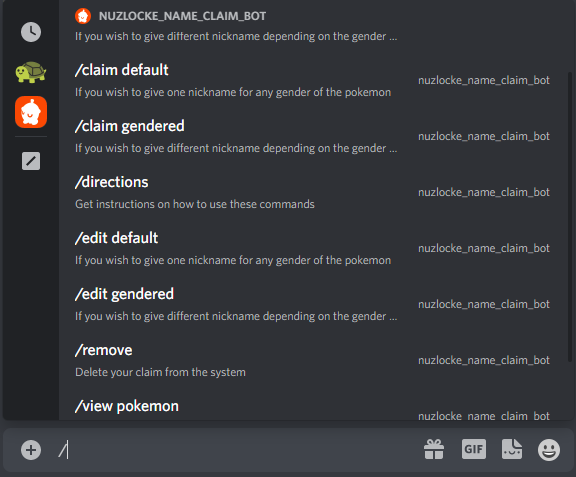 NUZLOCKE_NAME_CLAIM_BOT
If you wish to give different nickname depending on the gender ...
/claim default
If you wish to give one nickname for any gender of the pokemon
nuzlocke_name_claim_bot
/claim gendered
If you wish to give different nickname depending on the gender ...
nuzlocke_name_claim_bot
/directions
Get instructions on how to use these commands
nuzlocke_name_claim_bot
/edit default
If you wish to give one nickname for any gender of the pokemon
nuzlocke_name_claim_bot
/edit gendered
If you wish to give different nickname depending on the gender ...
nuzlocke_name_claim_bot
/remove
Delete your claim from the system
nuzlocke_name_claim_bot
/view pokemon
nuzlocke_name_claim_bot
/
GIF